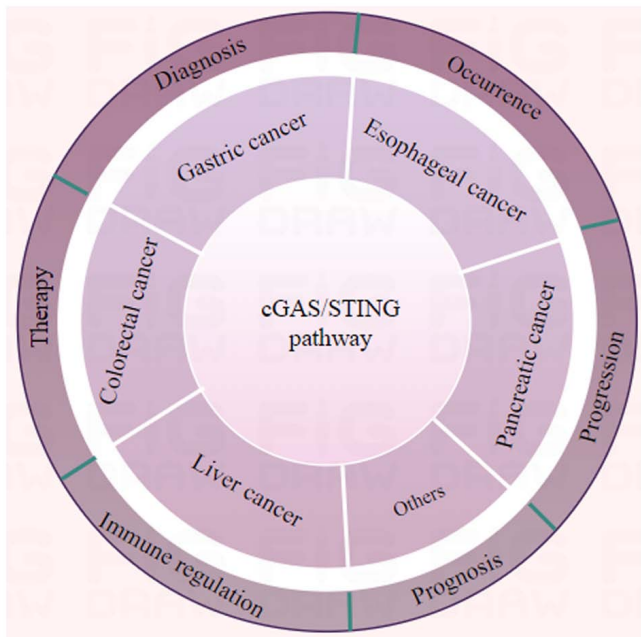 Diagnosis
Occurrence
Gastric cancer
Esophageal cancer
Therapy
Colorectal cancer
cGAS/STING
pathway
Pancreatic cancer
Progression
Liver cancer
Others
Immune regulation
Prognosis